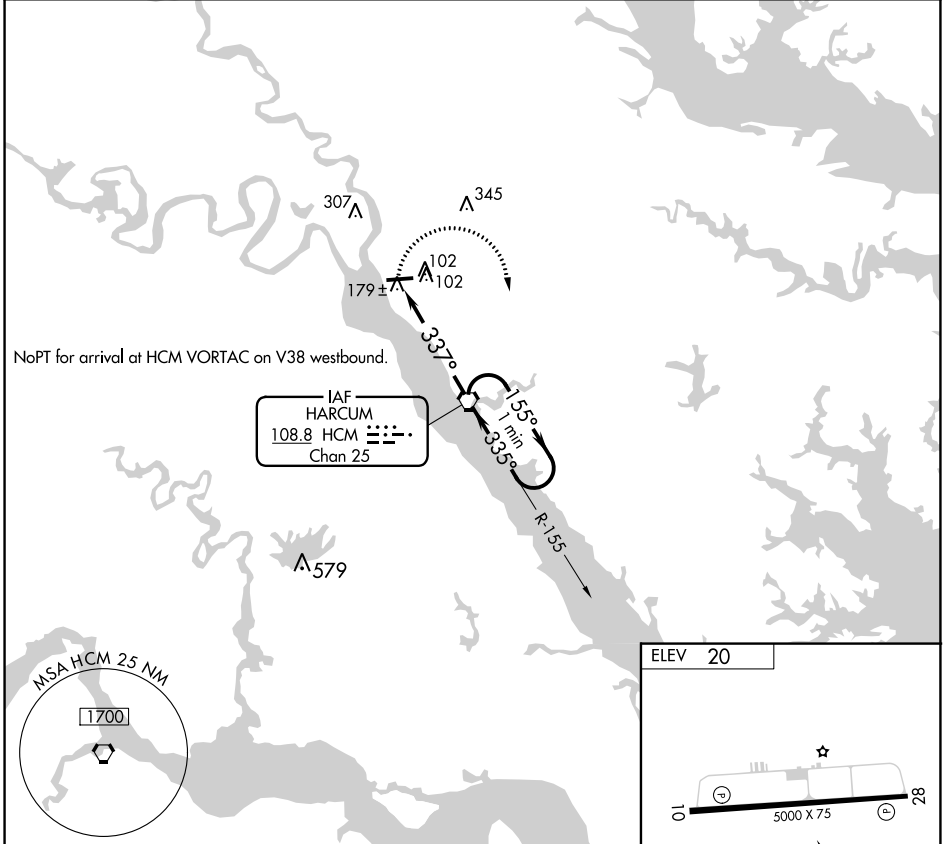 345
307
102
102
179±
337°
NoPT for arrival at HCM VORTAC on V38 westbound.
IAF
HARCUM
108.8 HCM
Chan 25
155°
1 min
335°
R-155
579
MSA HCM 25 NM
1700
ELEV 20
P
10
5000 X 75
P
28